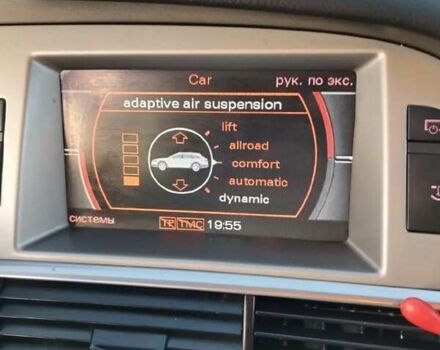 Car
рук. по экс.
adaptive air suspension
lift
allroad
comfort
automatic
dynamic
системы
TP TMC 19:55